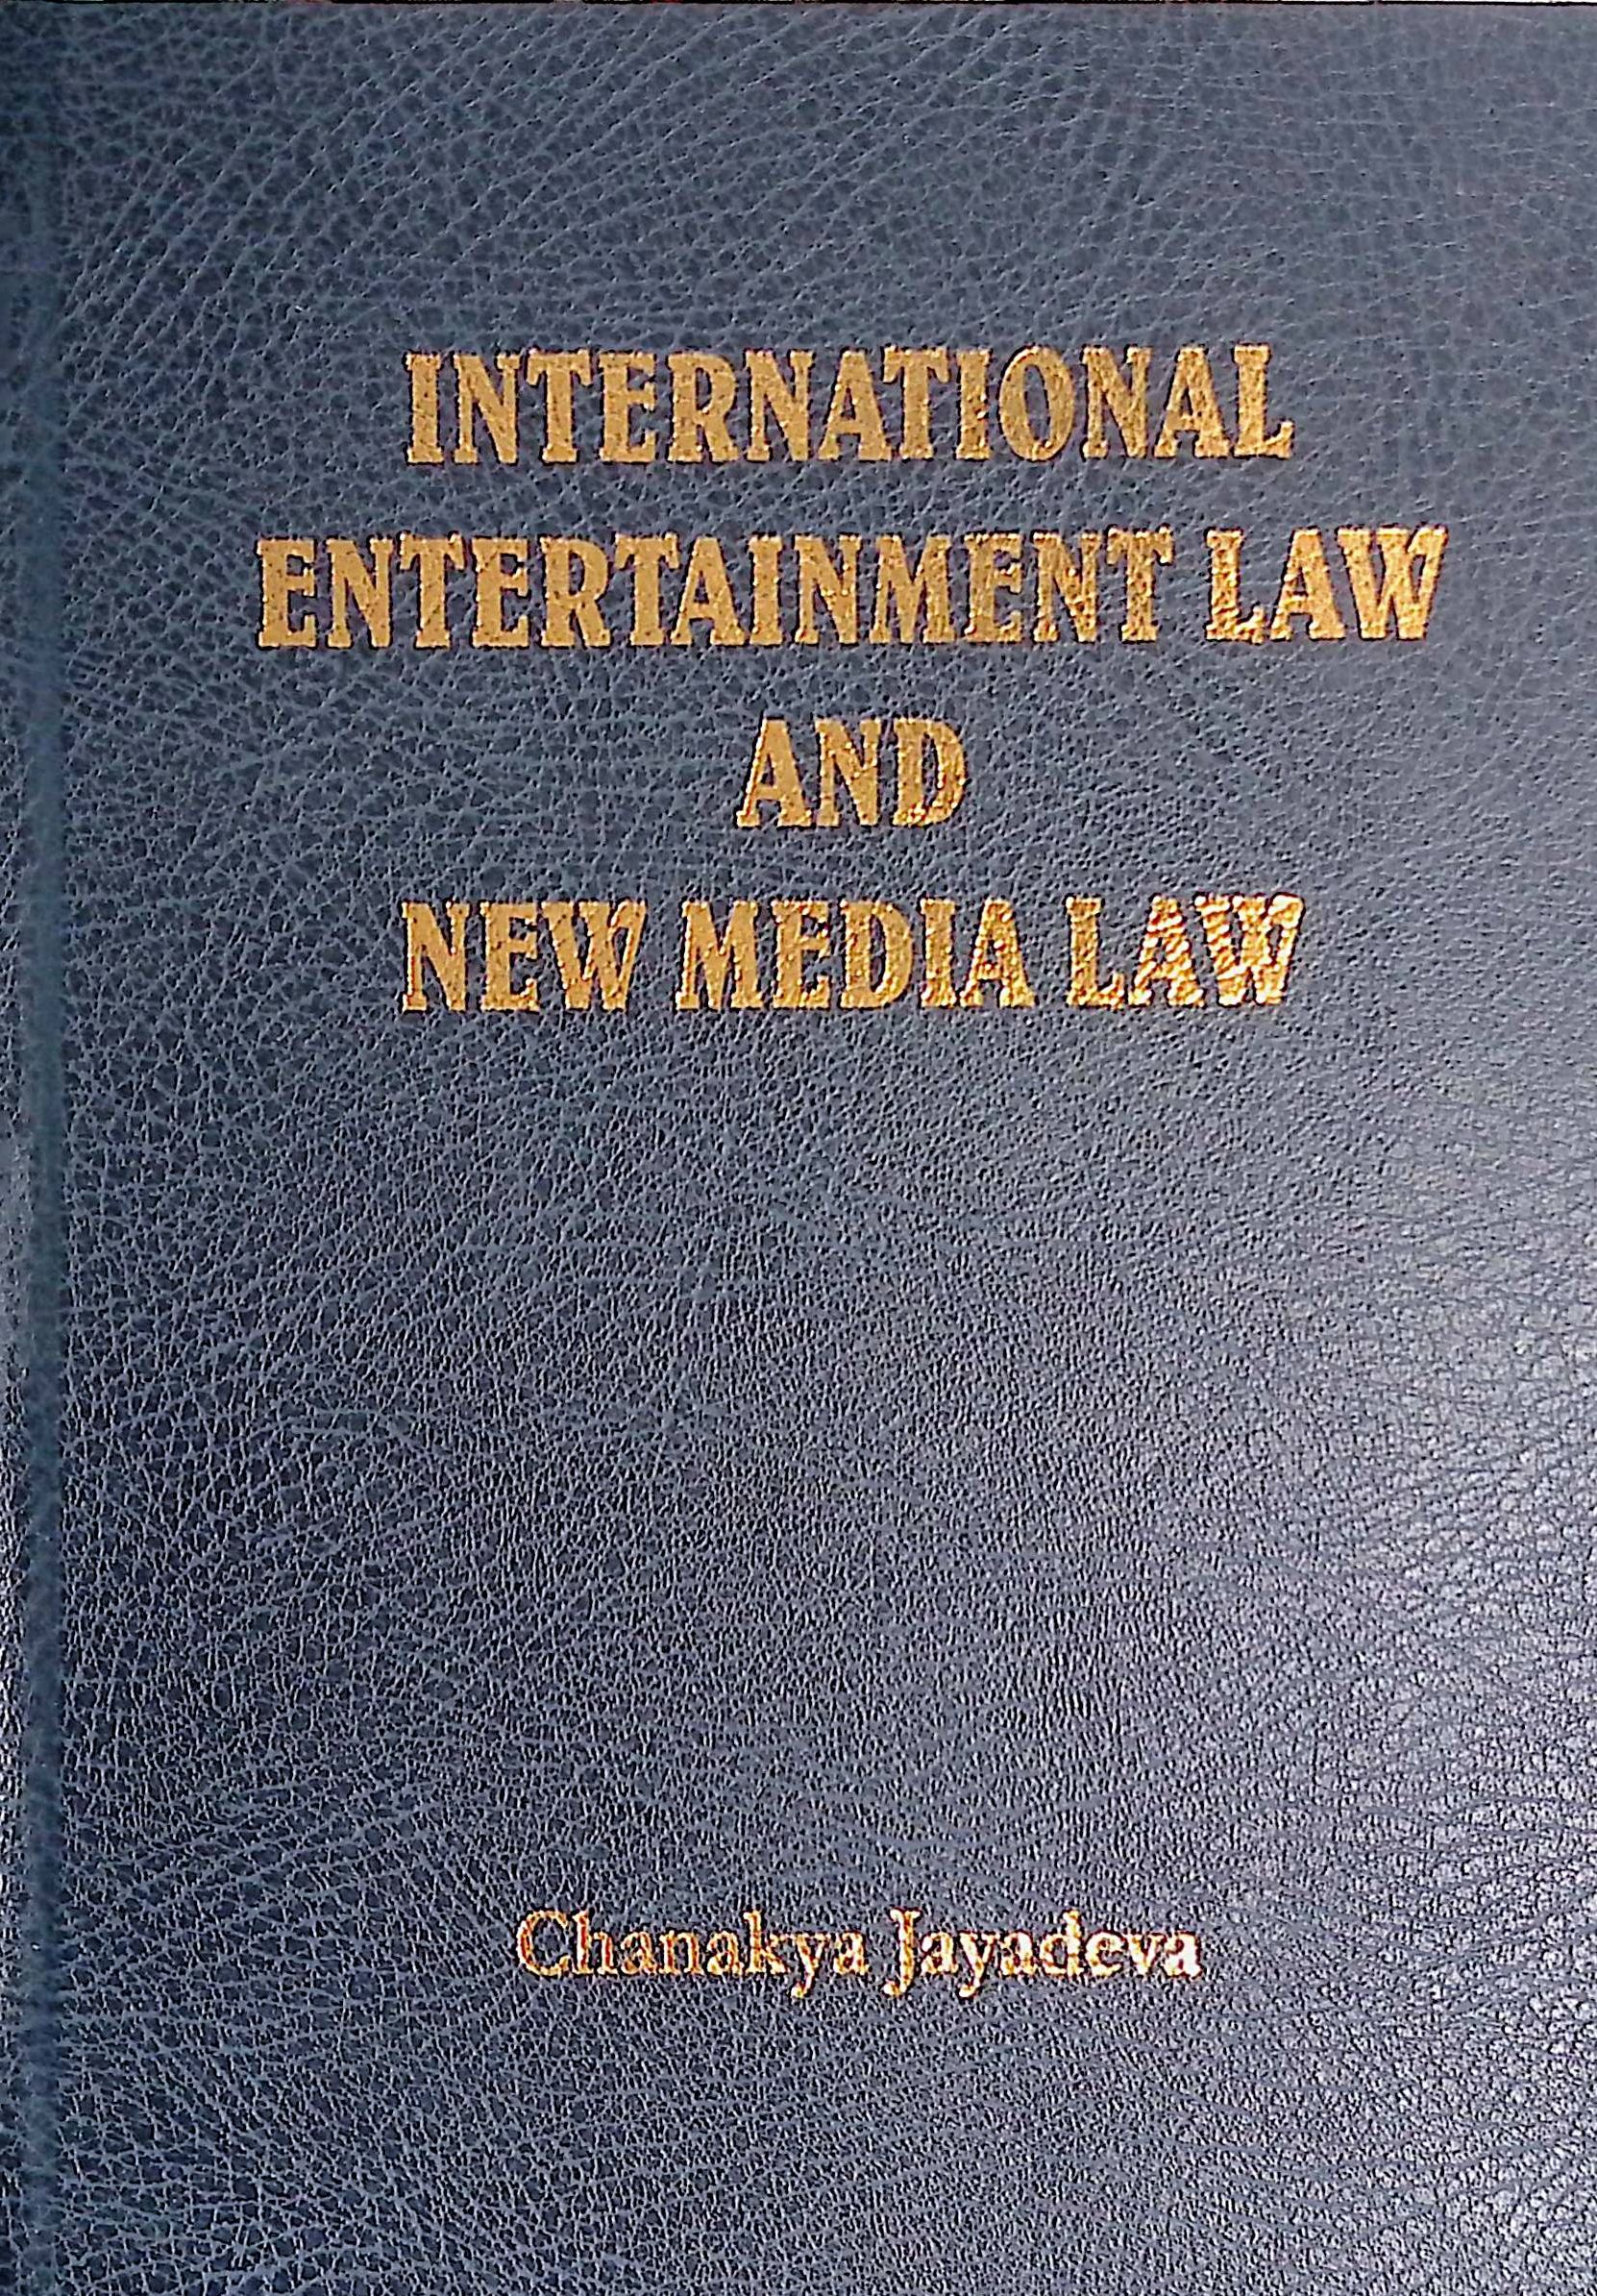 INTERNATIONAL
ENTERTAINMENT LAW
AND
NEW MEDIA LAW
Chanakya Jayadeva